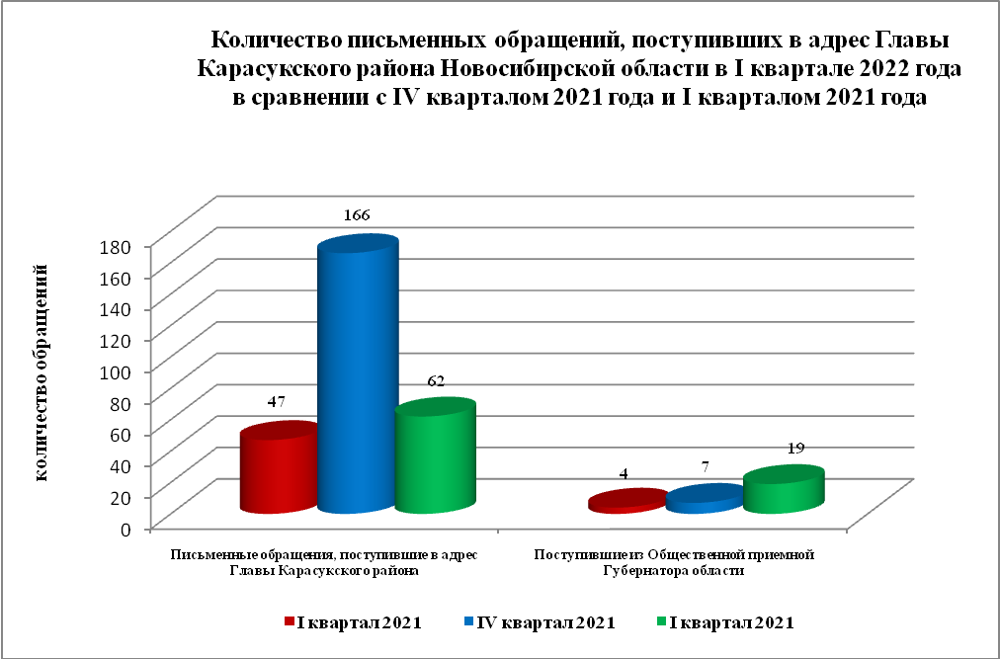 Количество письменных обращений, поступивших в адрес Главы
Карасукского района Новосибирской области в I квартале 2022 года
в сравнении с IV кварталом 2021 года и I кварталом 2021 года
количество обращений
180
160
140
120
100
80
60
40
20
0
166
47
62
4
7
19
Письменные обращения, поступившие в адрес
Главы Карасукского района
Поступившие из Общественной приемной
Губернатора области
I квартал 2021
IV квартал 2021
I квартал 2021